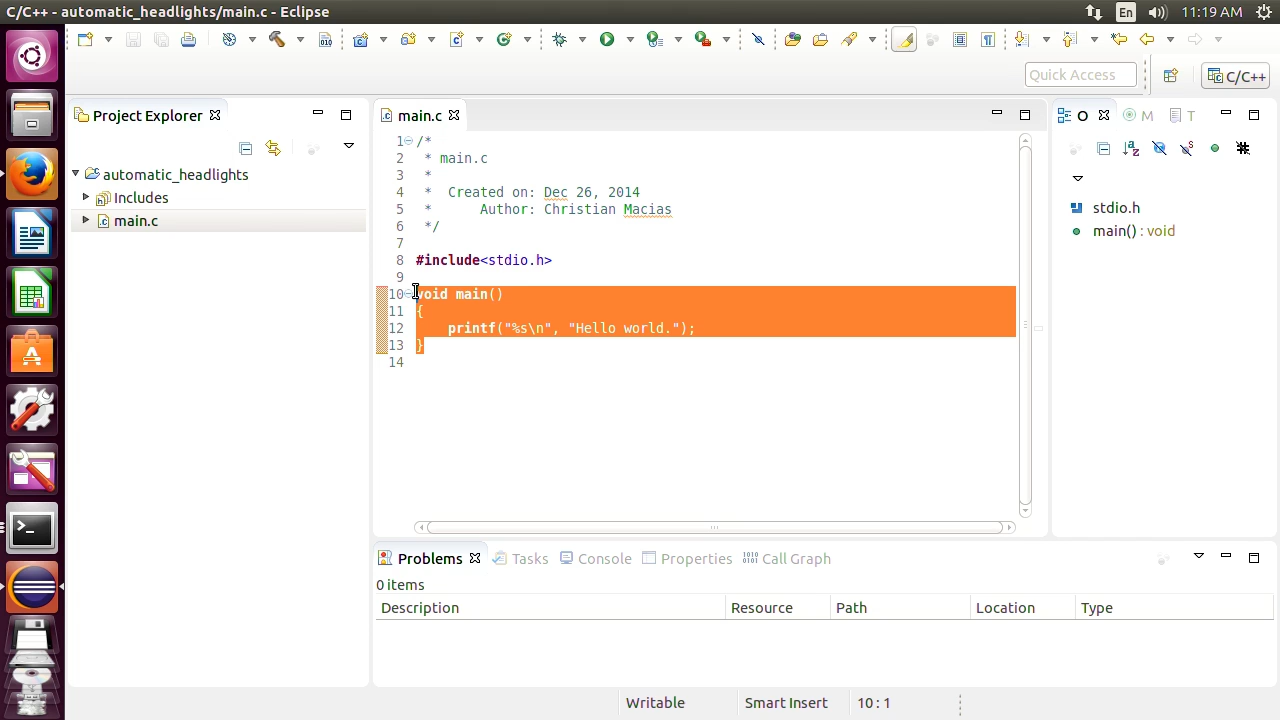 C/C++ - automatic_headlights/main.c - Eclipse
En
11:19 AM
Quick Access
C/C++
Project Explorer
automatic_headlights
Includes
main.c
main.c
1 /*
2  * main.c
3  *
4  *  Created on: Dec 26, 2014
5  *      Author: Christian Macias
6  */
7
8 #include<stdio.h>
9
10 void main()
11 {
12     printf("%s\n", "Hello world.");
13 }
14
O
M
T
stdio.h
main() : void
Problems
Tasks
Console
Properties
Call Graph
0 items
Description
Resource
Path
Location
Type
Writable
Smart Insert
10 : 1